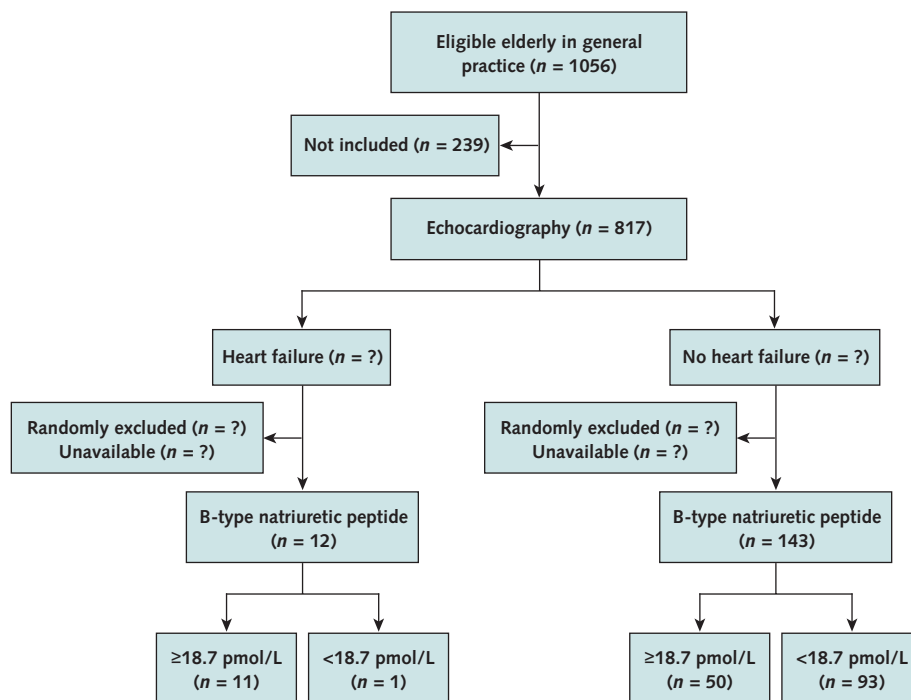 Eligible elderly in general
practice (n = 1056)
Not included (n = 239)
Echocardiography (n = 817)
Heart failure (n = ?)
No heart failure (n = ?)
Randomly excluded (n = ?)
Unavailable (n = ?)
Randomly excluded (n = ?)
Unavailable (n = ?)
B-type natriuretic peptide
(n = 12)
B-type natriuretic peptide
(n = 143)
≥18.7 pmol/L
(n = 11)
<18.7 pmol/L
(n = 1)
≥18.7 pmol/L
(n = 50)
<18.7 pmol/L
(n = 93)